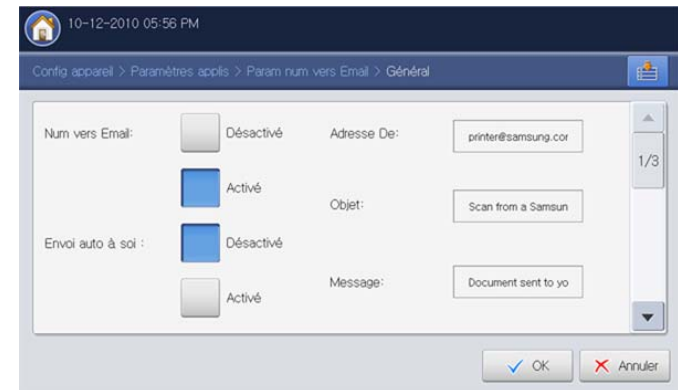 10-12-2010 05:56 PM
Config appareil > Paramètres applis > Param num vers Email > Général
Num vers Email:
Désactivé
Activé
Envoi auto à soi :
Désactivé
Activé
Adresse De:
printer@samsung.cor
Objet:
Scan from a Samsun
Message:
Document sent to yo
1/3
OK
Annuler